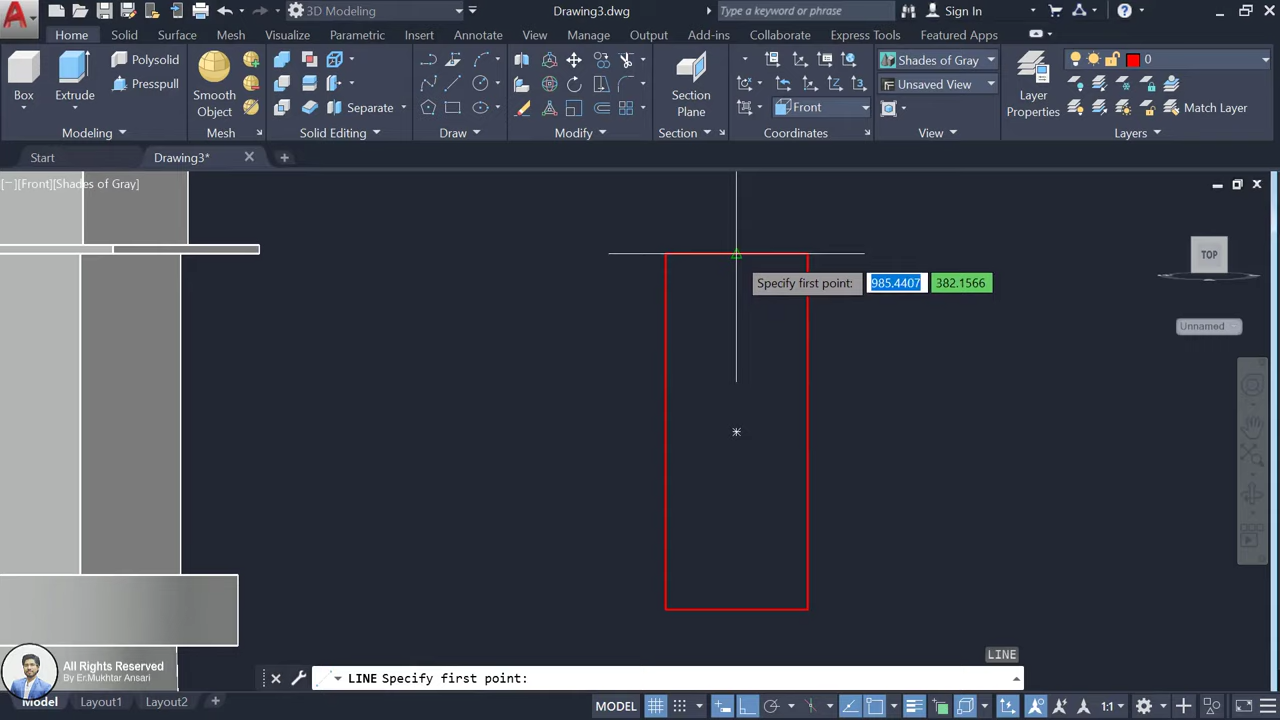 3D Modeling
Drawing3.dwg
Type a keyword or phrase
Sign In
Home
Solid
Surface
Mesh
Visualize
Parametric
Insert
Annotate
View
Manage
Output
Add-ins
Collaborate
Express Tools
Featured Apps
Box
Extrude
Polysolid
Presspull
Smooth
Object
Separate
Section
Plane
Front
Shades of Gray
Unsaved View
Layer
Properties
0
Match Layer
Modeling
Mesh
Solid Editing
Draw
Modify
Section
Coordinates
View
Layers
Start
Drawing3*
[−][Front][Shades of Gray]
TOP
Unnamed
Specify first point:
985.4407
382.1566
LINE
LINE Specify first point:
All Rights Reserved
By Er.Mukhtar Ansari
Model
Layout1
Layout2
MODEL
1:1